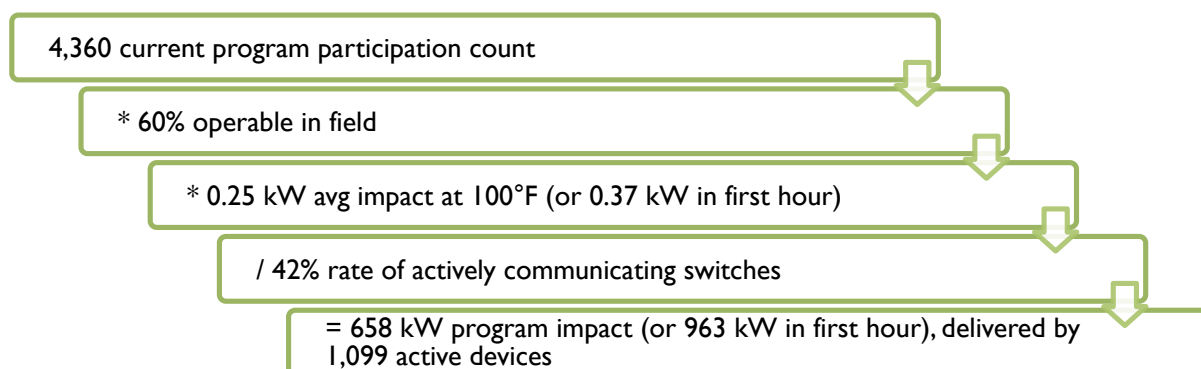 4,360 current program participation count
* 60% operable in field
* 0.25 kW avg impact at 100°F (or 0.37 kW in first hour)
/ 42% rate of actively communicating switches
= 658 kW program impact (or 963 kW in first hour), delivered by
1,099 active devices